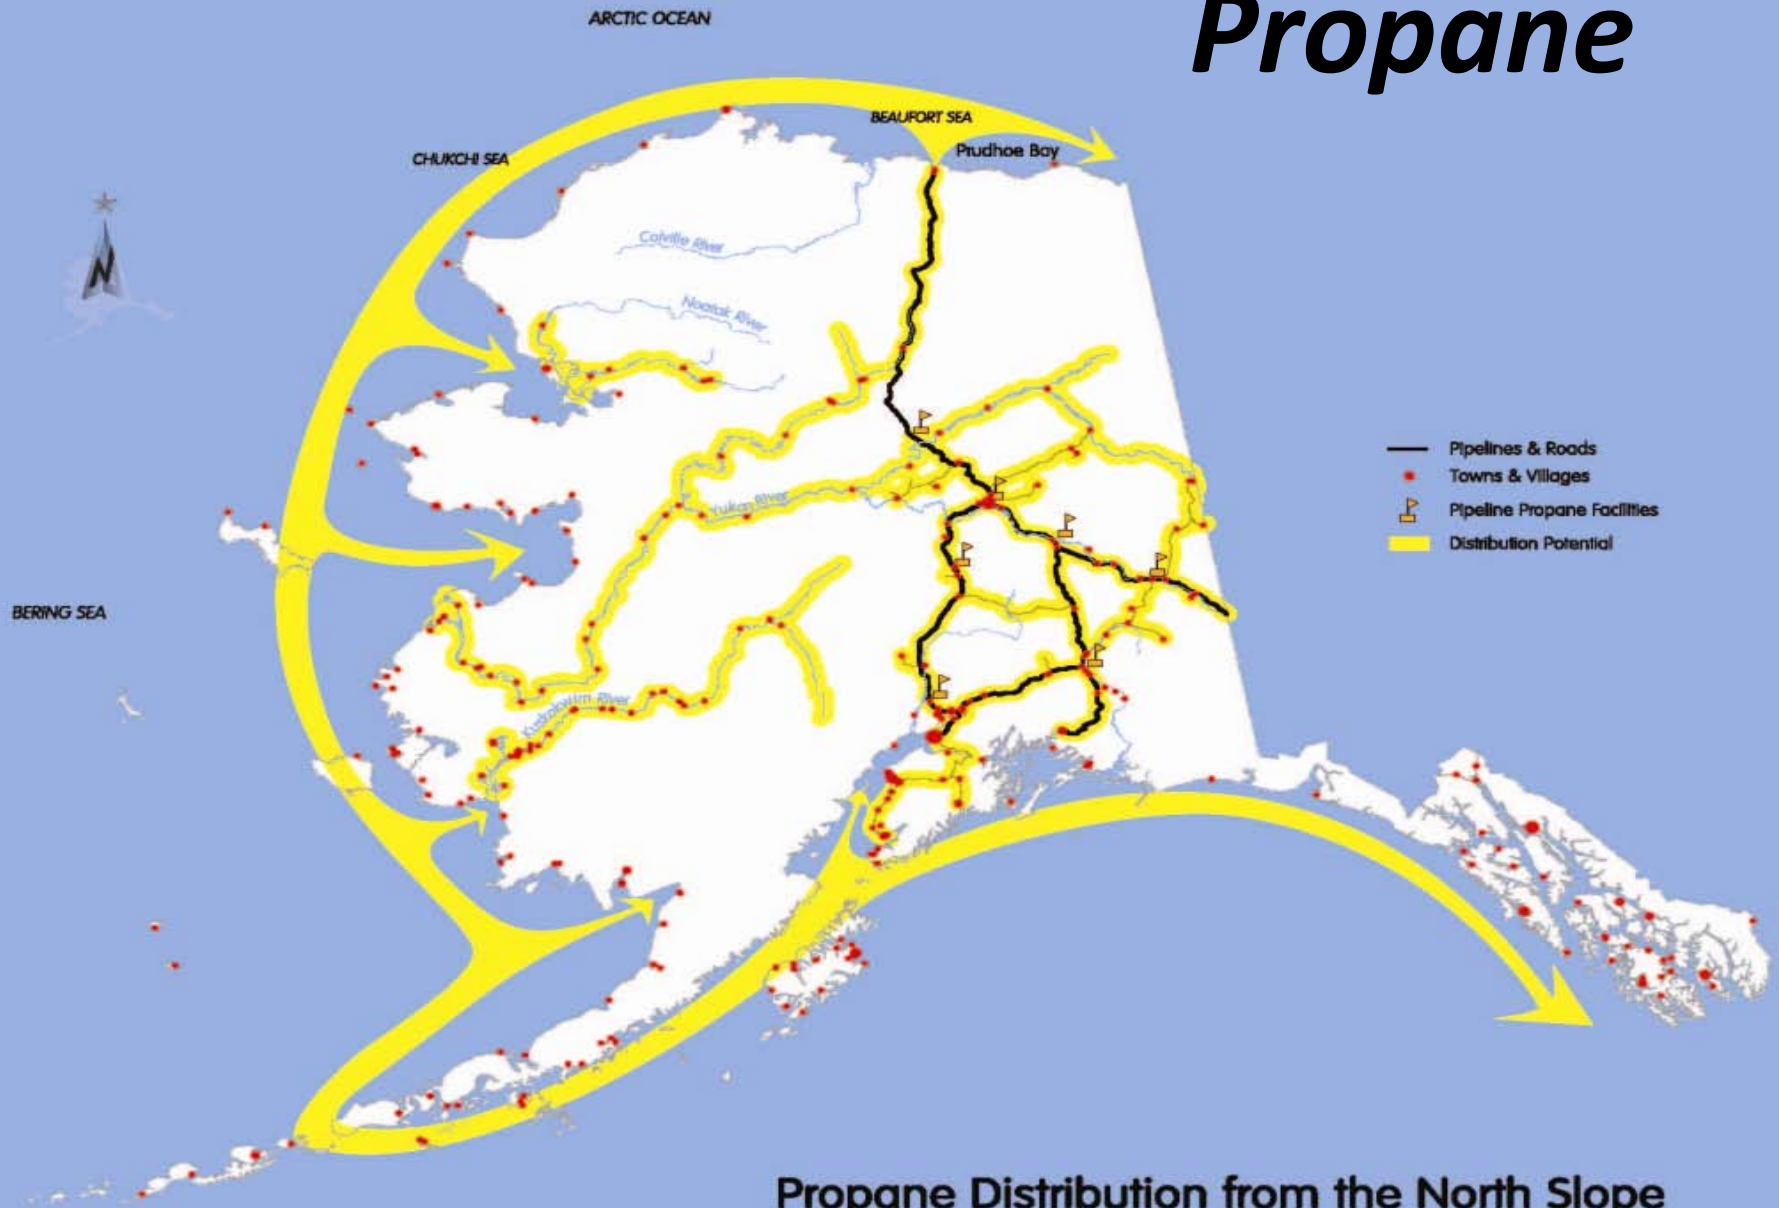 Propane
ARCTIC OCEAN
BEAUFORT SEA
Prudhoe Bay
CHUKCHI SEA
N
Colville River
Noatak River
Pipelines & Roads
Towns & Villages
Pipeline Propane Facilities
Distribution Potential
Yukon River
BERING SEA
Kuskokwim River
Propane Distribution from the North Slope